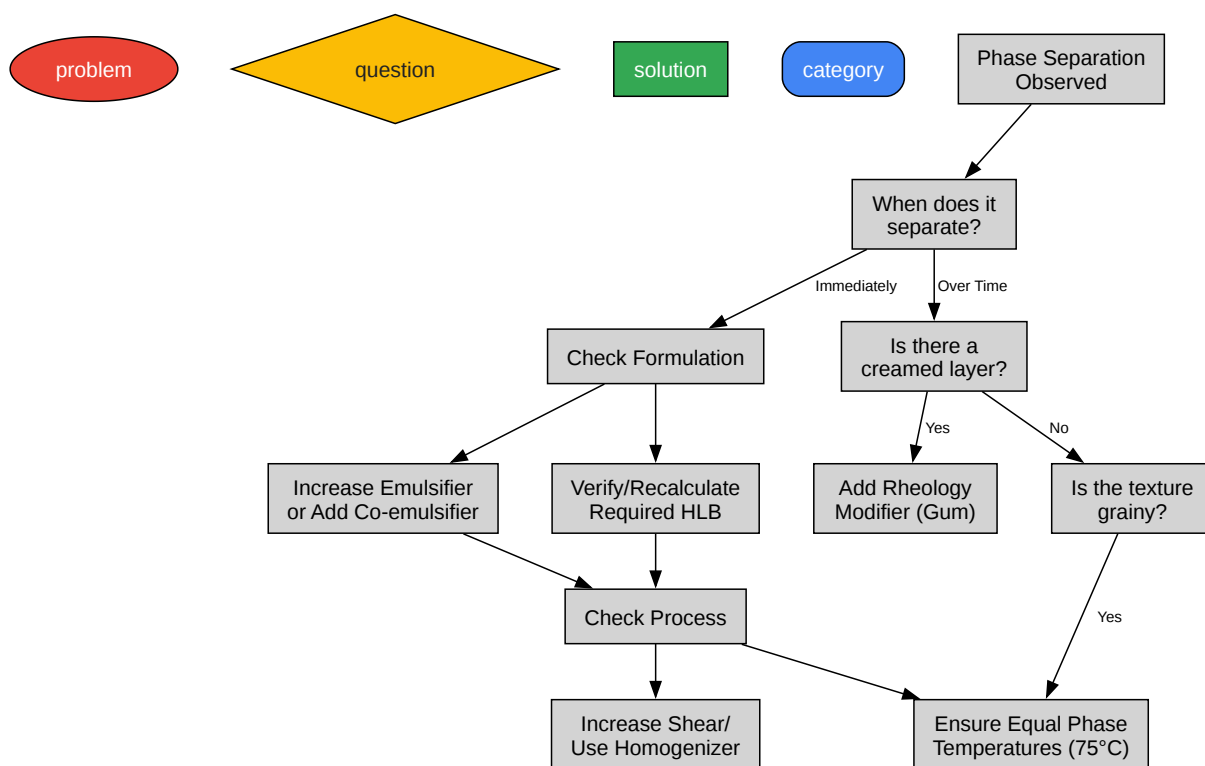 problem
question
solution
category
Phase Separation
Observed
When does it
separate?
Immediately
Over Time
Check Formulation
Is there a
creamed layer?
Yes
No
Increase Emulsifier
or Add Co-emulsifier
Verify/Recalculate
Required HLB
Add Rheology
Modifier (Gum)
Is the texture
grainy?
Check Process
Yes
Increase Shear/
Use Homogenizer
Ensure Equal Phase
Temperatures (75°C)